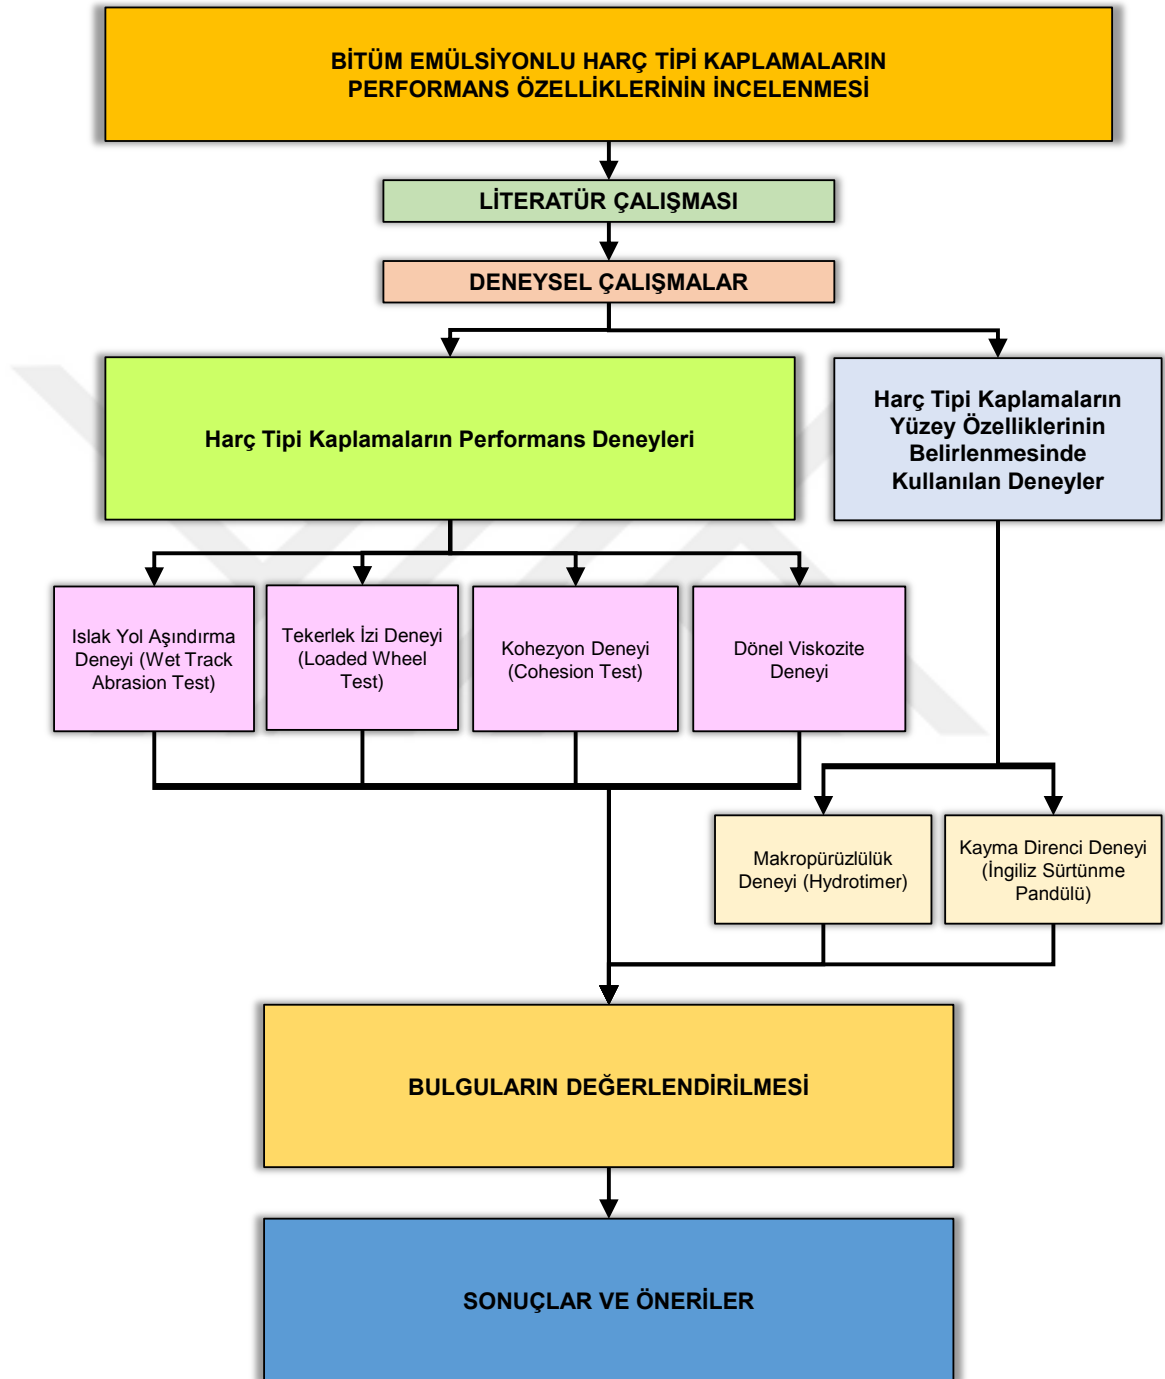 BİTÜM EMÜLSİYONLU HARÇ TİPİ KAPLAMALARIN
PERFORMANS ÖZELLİKLERİNİN İNCELENMESİ
LİTERATÜR ÇALIŞMASI
DENEYSEL ÇALIŞMALAR
Harç Tipi Kaplamaların Performans Deneyleri
Harç Tipi Kaplamaların
Yüzey Özelliklerinin
Belirlenmesinde
Kullanılan Deneyler
Islak Yol Aşındırma
Deneyi (Wet Track
Abrasion Test)
Tekerlek İzi Deneyi
(Loaded Wheel
Test)
Kohezyon Deneyi
(Cohesion Test)
Dönel Viskozite
Deneyi
Makropürüzlülük
Deneyi (Hydrotimer)
Kayma Direnci Deneyi
(İngiliz Sürtünme
Pandülü)
BULGULARIN DEĞERLENDİRİLMESİ
SONUÇLAR VE ÖNERİLER